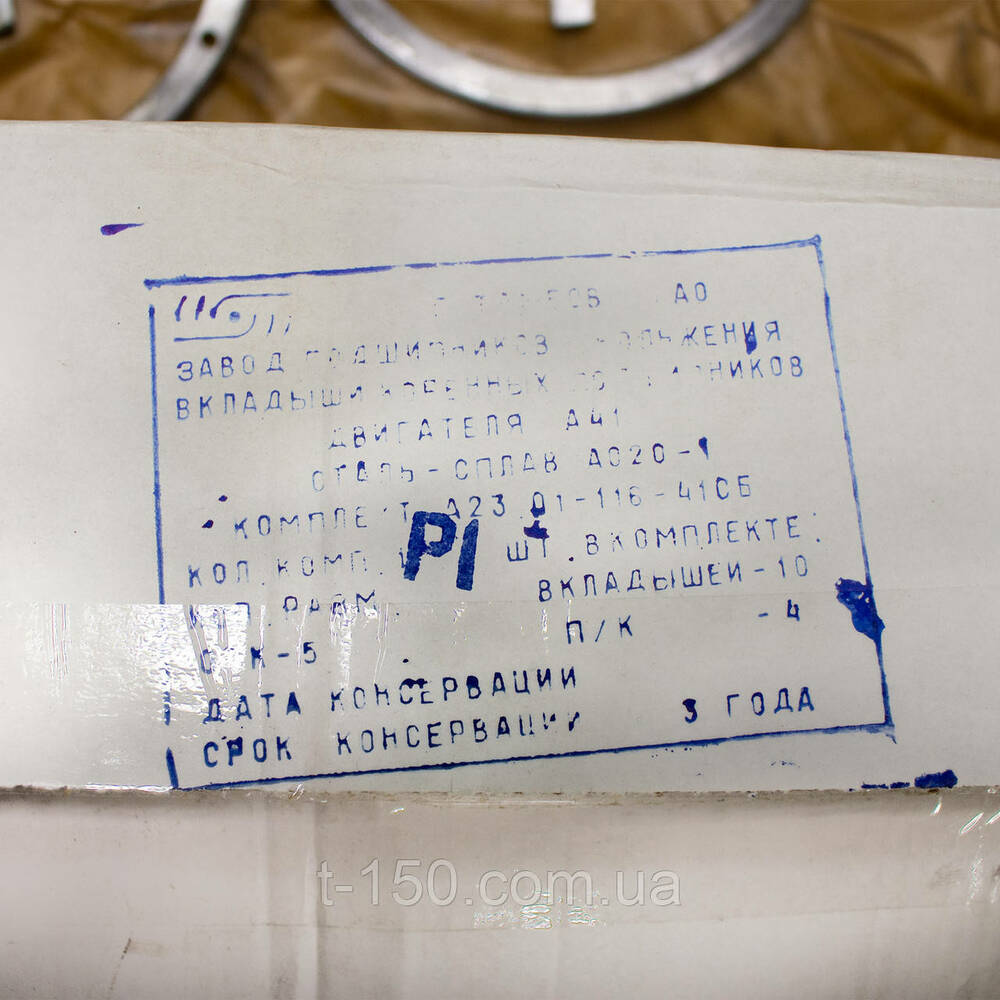 АО
ЗАВОД ПОДШИПНИКОВ
ВКЛАДЫШИ КОРЕННЫХ
ДВИГАТЕЛЯ А41
СТАЛЬ-СПЛАВ АО20-1
КОМПЛЕКТ А23.01-116-41СБ
КОЛ.КОМП. Р1 ШТ. В КОМПЛЕКТЕ:
ВКЛАДЫШЕЙ-10
П/К -4
ДАТА КОНСЕРВАЦИИ
СРОК КОНСЕРВАЦИИ 3 ГОДА
t-150.com.ua